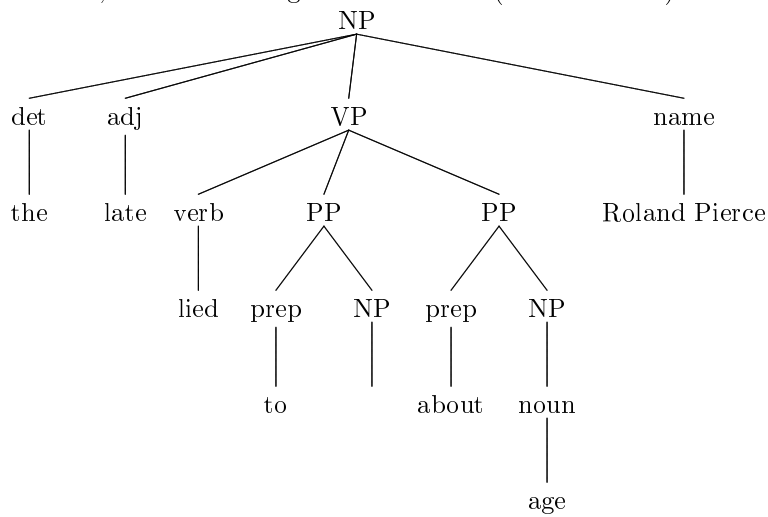 NP
det adj VP name
the late verb PP PP Roland Pierce
lied prep NP prep NP
to about noun
age